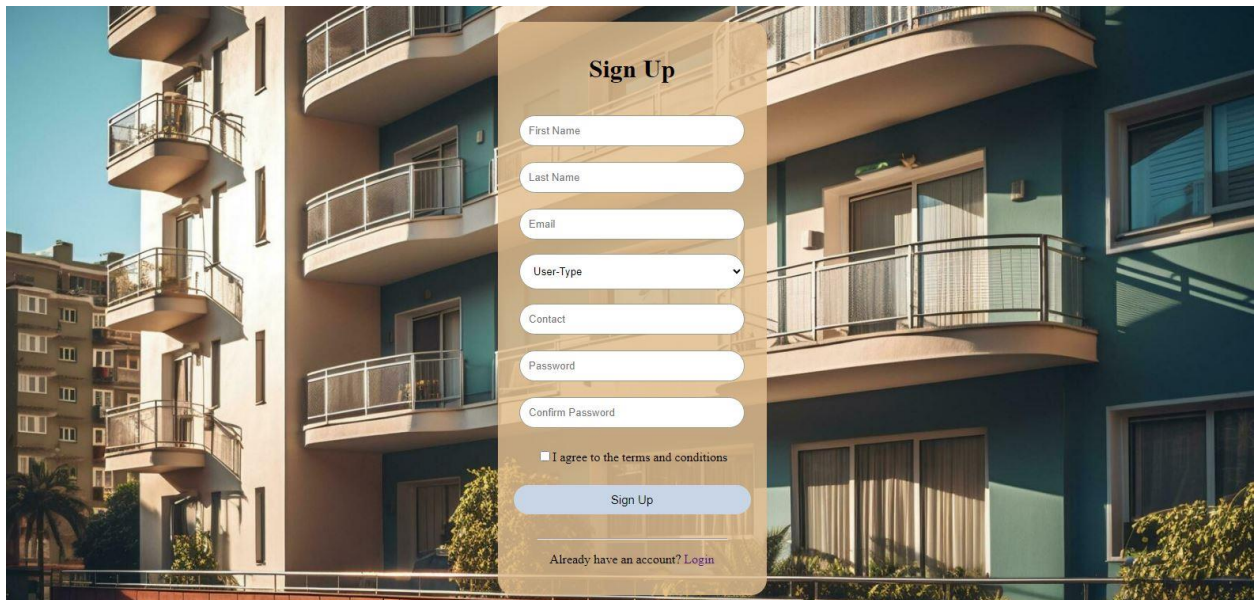 Sign Up
First Name
Last Name
Email
User-Type
Contact
Password
Confirm Password
I agree to the terms and conditions
Sign Up
Already have an account? Login